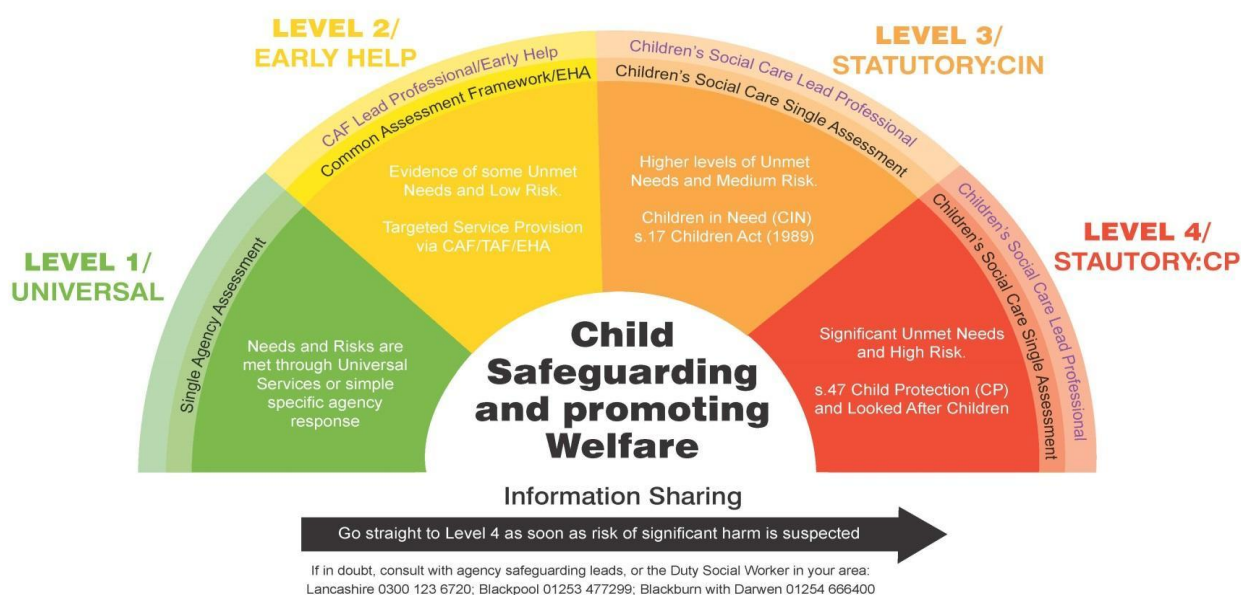 LEVEL 1/
UNIVERSAL
Single Agency Assessment
Needs and Risks are
met through Universal
Services or simple
specific agency
response
LEVEL 2/
EARLY HELP
CAF Lead Professional/Early Help
Common Assessment Framework/EHA
Evidence of some Unmet
Needs and Low Risk.
Targeted Service Provision
via CAF/TAF/EHA
LEVEL 3/
STATUTORY:CIN
Children's Social Care Lead Professional
Children's Social Care Single Assessment
Higher levels of Unmet
Needs and Medium Risk.
Children in Need (CIN)
s.17 Children Act (1989)
LEVEL 4/
STAUTORY:CP
Children's Social Care Lead Professional
Children's Social Care Single Assessment
Significant Unmet Needs
and High Risk.
s.47 Child Protection (CP)
and Looked After Children
Child
Safeguarding
and promoting
Welfare
Information Sharing
Go straight to Level 4 as soon as risk of significant harm is suspected
If in doubt, consult with agency safeguarding leads, or the Duty Social Worker in your area:
Lancashire 0300 123 6720; Blackpool 01253 477299; Blackburn with Darwen 01254 666400